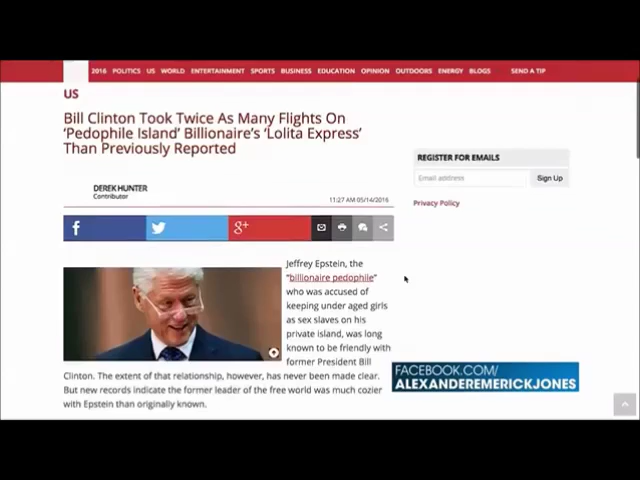 2016 POLITICS US WORLD ENTERTAINMENT SPORTS BUSINESS EDUCATION OPINION OUTDOORS ENERGY BLOGS SEND A TIP
US
Bill Clinton Took Twice As Many Flights On
‘Pedophile Island’ Billionaire’s ‘Lolita Express’
Than Previously Reported
DEREK HUNTER
Contributor
11:27 AM 05/14/2016
REGISTER FOR EMAILS
Email address Sign Up
Privacy Policy
Jeffrey Epstein, the
“billionaire pedophile”
who was accused of
keeping under aged girls
as sex slaves on his
private island, was long
known to be friendly with
former President Bill
Clinton. The extent of that relationship, however, has never been made clear.
But new records indicate the former leader of the free world was much cozier
with Epstein than originally known.
FACEBOOK.COM/
ALEXANDEREMERICKJONES